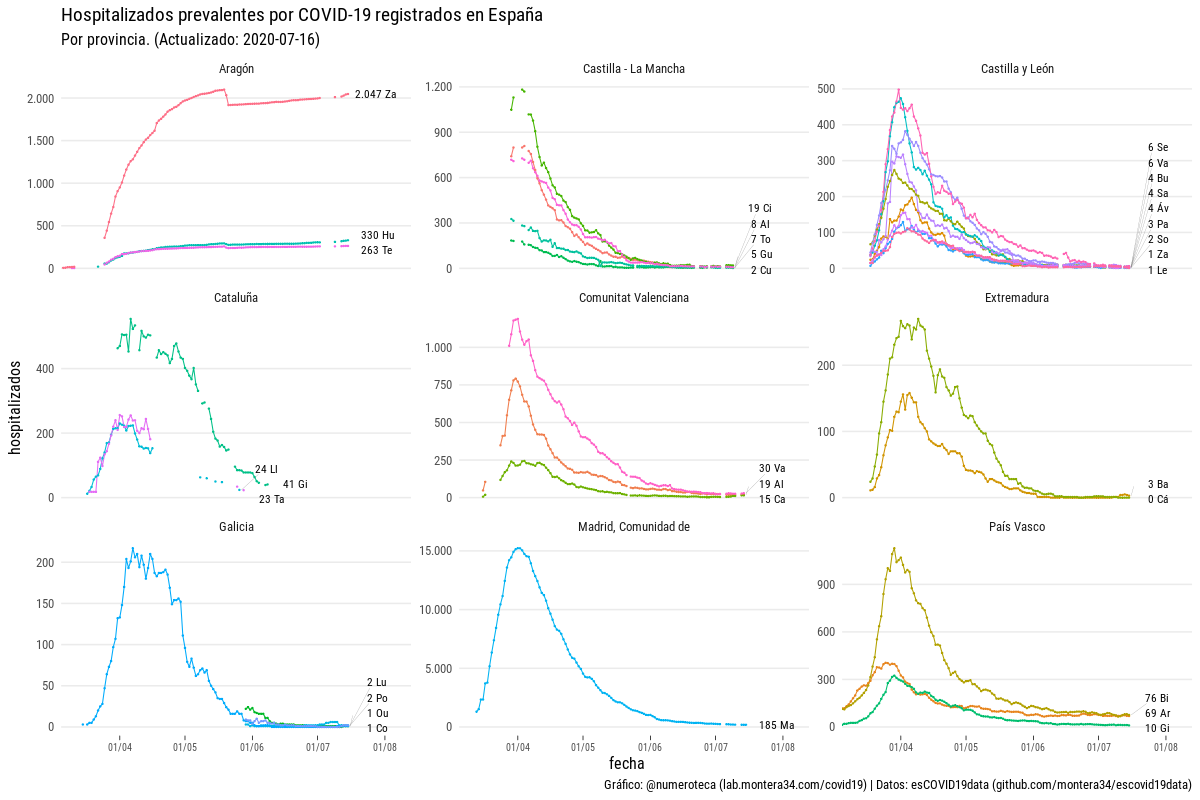 Hospitalizados prevalentes por COVID-19 registrados en España
Por provincia. (Actualizado: 2020-07-16)
Aragón
2.000
1.500
1.000
500
0
2.047 Za
330 Hu
263 Te
Castilla - La Mancha
1.200
900
600
300
0
19 Ci
8 Al
7 To
5 Gu
2 Cu
Castilla y León
500
400
300
200
100
0
6 Se
6 Va
4 Bu
4 Sa
4 Áv
3 Pa
2 So
1 Za
1 Le
hospitalizados
Cataluña
400
200
0
24 Ll
41 Gi
23 Ta
Comunitat Valenciana
1.000
750
500
250
0
30 Va
19 Al
15 Ca
Extremadura
200
100
0
3 Ba
0 Cá
Galicia
200
150
100
50
0
2 Lu
2 Po
1 Ou
1 Co
01/04
01/05
01/06
01/07
01/08
Madrid, Comunidad de
15.000
10.000
5.000
0
185 Ma
01/04
01/05
01/06
01/07
01/08
País Vasco
900
600
300
0
76 Bi
69 Ar
10 Gi
01/04
01/05
01/06
01/07
01/08
fecha
Gráfico: @numeroteca (lab.montera34.com/covid19) | Datos: esCOVID19data (github.com/montera34/escovid19data)